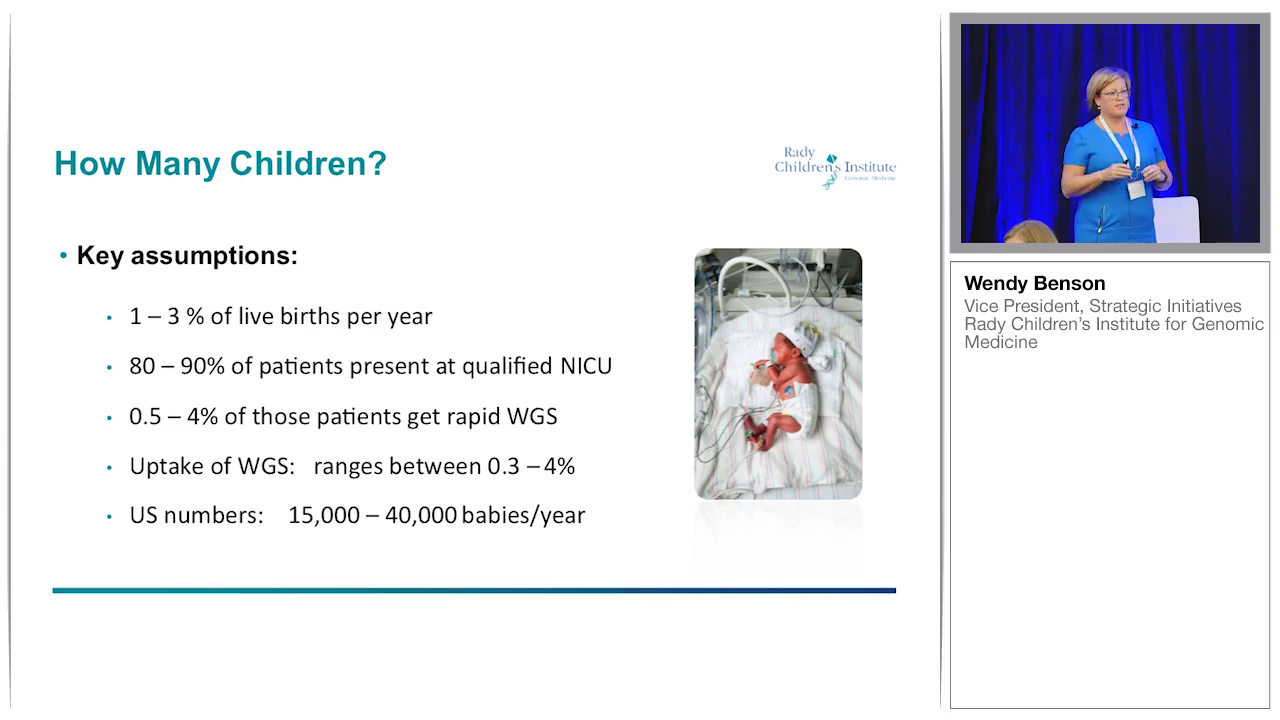 How Many Children?
Rady
Children's Institute
Genomic Medicine
• Key assumptions:
• 1 – 3 % of live births per year
• 80 – 90% of patients present at qualified NICU
• 0.5 – 4% of those patients get rapid WGS
• Uptake of WGS: ranges between 0.3 – 4%
• US numbers: 15,000 – 40,000 babies/year
Wendy Benson
Vice President, Strategic Initiatives
Rady Children’s Institute for Genomic
Medicine